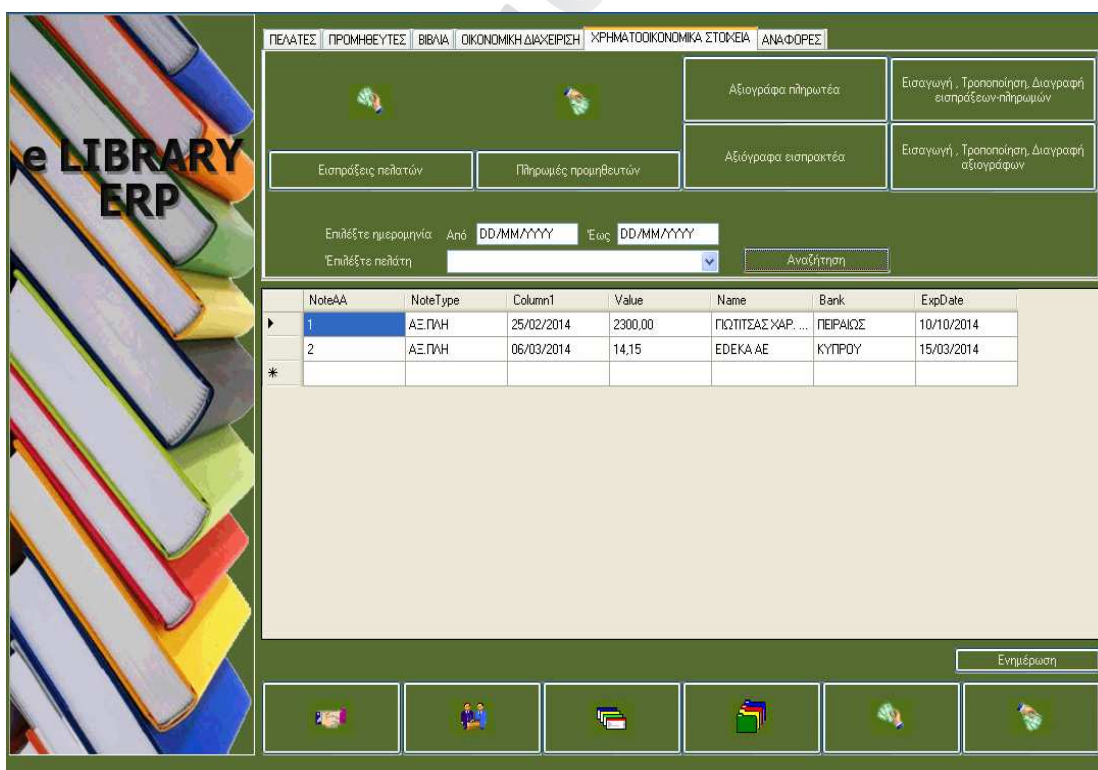 e LIBRARY
ERP
ΠΕΛΑΤΕΣ ΠΡΟΜΗΘΕΥΤΕΣ ΒΙΒΛΙΑ ΟΙΚΟΝΟΜΙΚΗ ΔΙΑΧΕΙΡΙΣΗ ΧΡΗΜΑΤΟΟΙΚΟΝΟΜΙΚΑ ΣΤΟΙΧΕΙΑ ΑΝΑΦΟΡΕΣ
Αξιογράφα πληρωτέα
Εισαγωγή , Τροποποίηση, Διαγραφή
εισπράξεων-πληρωμών
Εισπράξεις πελατών
Πληρωμές προμηθευτών
Αξιόγραφα εισπρακτέα
Εισαγωγή , Τροποποίηση, Διαγραφή
αξιογράφων
Επιλέξτε ημερομηνία Από DD/MM/YYYY Έως DD/MM/YYYY
Έπιλέξτε πελάτη Αναζήτηση
NoteAA NoteType Column1 Value Name Bank ExpDate
1 ΑΞ.ΠΛΗ 25/02/2014 2300,00 ΓΙΩΤΙΤΣΑΣ ΧΑΡ. ... ΠΕΙΡΑΙΩΣ 10/10/2014
2 ΑΞ.ΠΛΗ 06/03/2014 14,15 EDEKA AE ΚΥΠΡΟΥ 15/03/2014
Ενημέρωση